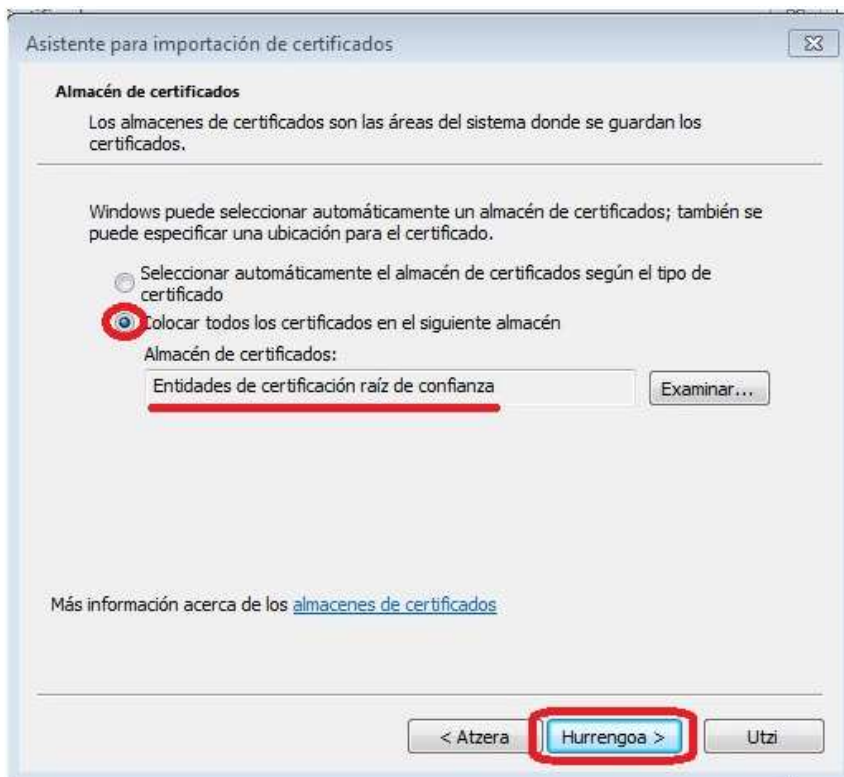 Asistente para importación de certificados
Almacén de certificados
Los almacenes de certificados son las áreas del sistema donde se guardan los
certificados.
Windows puede seleccionar automáticamente un almacén de certificados; también se
puede especificar una ubicación para el certificado.
Seleccionar automáticamente el almacén de certificados según el tipo de
certificado
Colocar todos los certificados en el siguiente almacén
Almacén de certificados:
Entidades de certificación raíz de confianza
Examinar...
Más información acerca de los almacenes de certificados
< Atzera
Hurrengoa >
Utzi